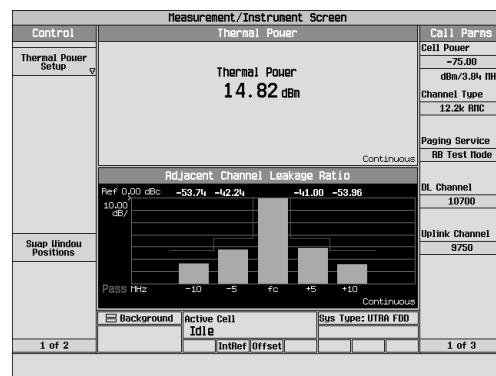 Measurement/Instrument Screen
Control
Thermal Power
Setup
Swap Window
Positions
1 of 2
Thermal Power
Thermal Power
14.82 dBm
Continuous
Adjacent Channel Leakage Ratio
Ref 0.00 dBc
-53.74 -42.24 -41.00 -53.96
10.00
dB/
Pass MHz -10 -5 fc +5 +10
Continuous
Background
Active Cell
Idle
Sys Type: UTRA FDD
IntRef Offset
Call Parms
Cell Power
-75.00
dBm/3.84 MH
Channel Type
12.2k RMC
Paging Service
RB Test Mode
DL Channel
10700
Uplink Channel
9750
1 of 3